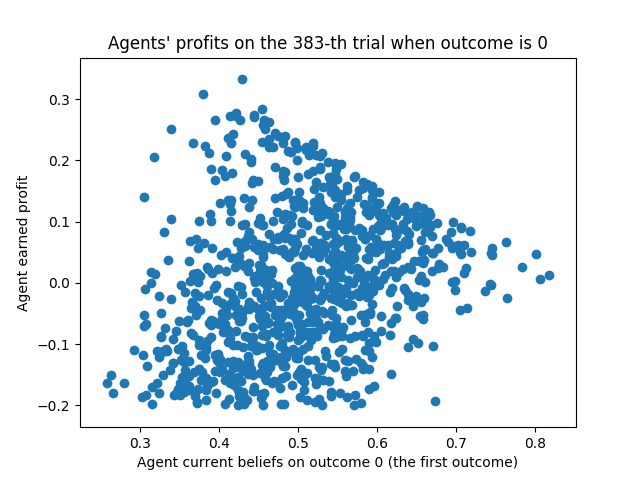 Agents' profits on the 383-th trial when outcome is 0
Agent earned profit
0.3
0.2
0.1
0.0
−0.1
−0.2
0.3 0.4 0.5 0.6 0.7 0.8
Agent current beliefs on outcome 0 (the first outcome)